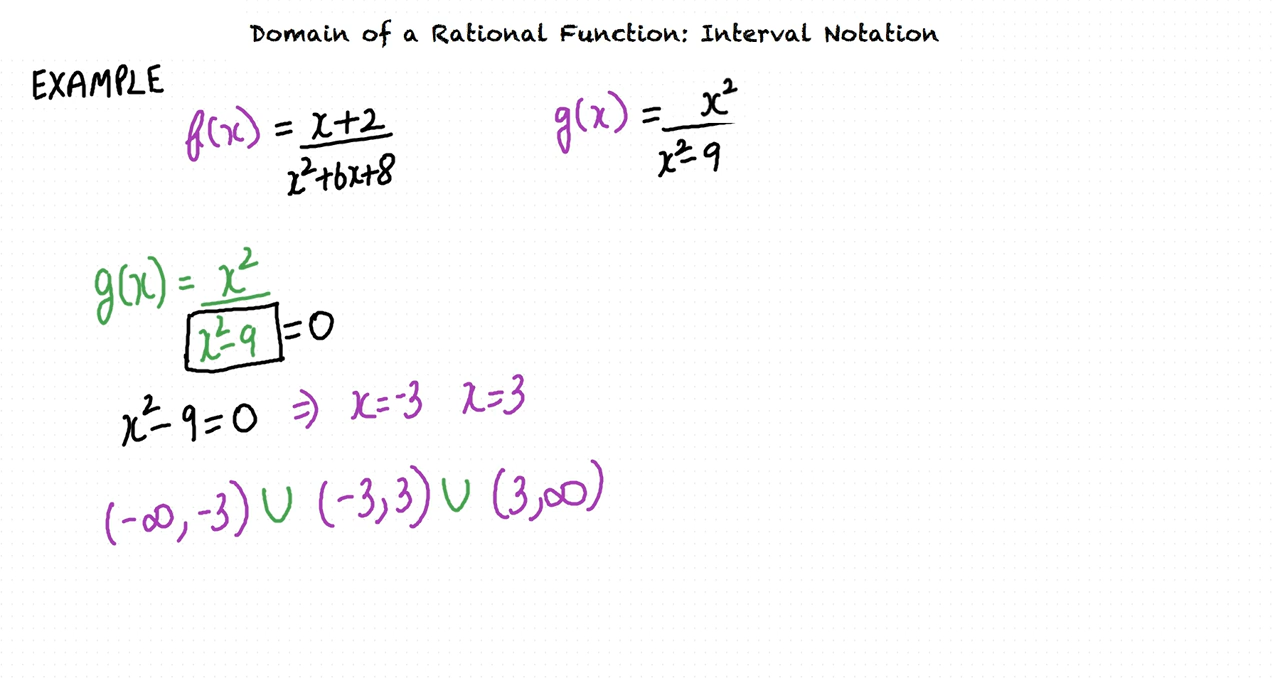 Domain of a Rational Function: Interval Notation
EXAMPLE
f(x) = x+2 / x²+6x+8
g(x) = x² / x²-9
g(x) = x² / x²-9 = 0
x²-9=0 ⇒ x=-3 x=3
(-∞,-3) ∪ (-3,3) ∪ (3,∞)